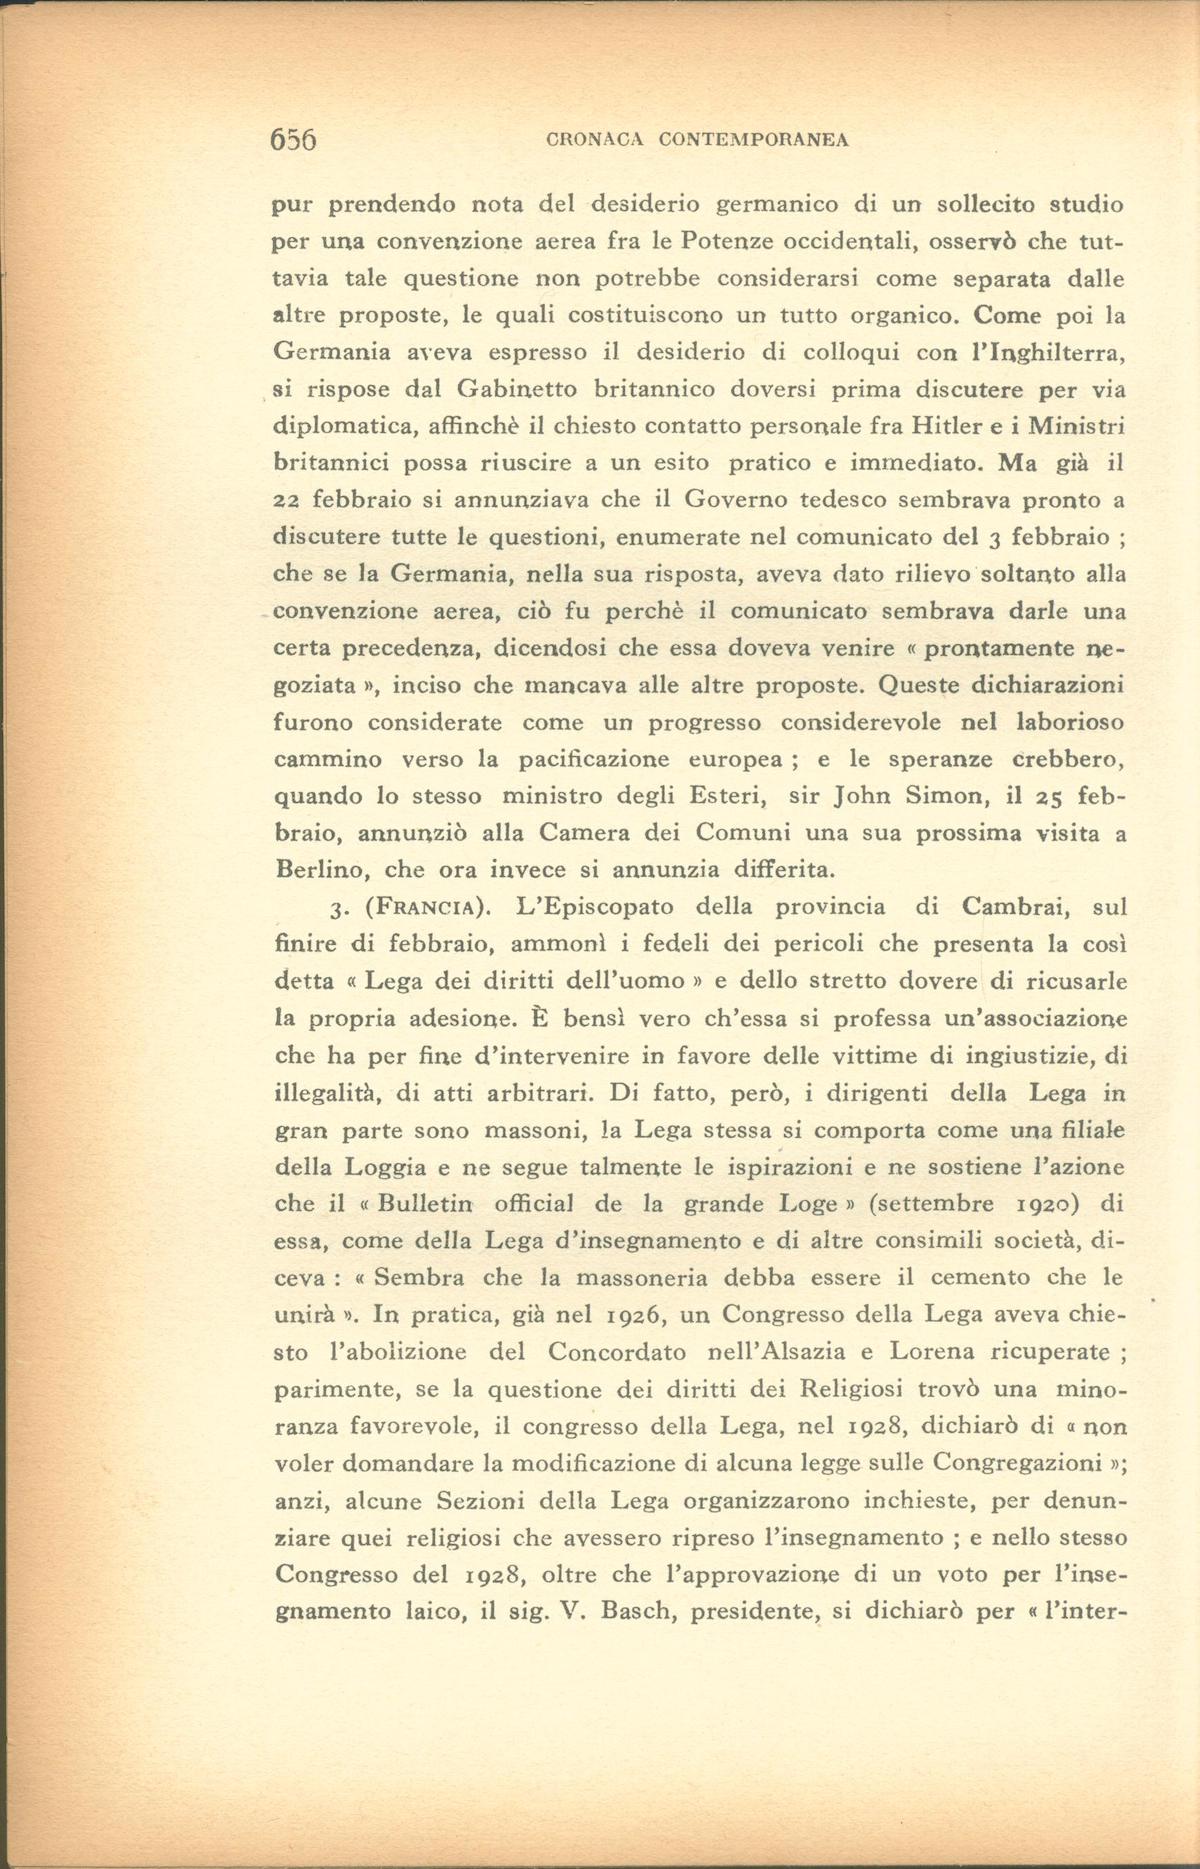 656 CRONACA CONTEMPORANEA
pur prendendo nota del desiderio germanico di un sollecito studio
per una convenzione aerea fra le Potenze occidentali, osservò che tut-
tavia tale questione non potrebbe considerarsi come separata dalle
altre proposte, le quali costituiscono un tutto organico. Come poi la
Germania aveva espresso il desiderio di colloqui con l'Inghilterra,
si rispose dal Gabinetto britannico doversi prima discutere per via
diplomatica, affinchè il chiesto contatto personale fra Hitler e i Ministri
britannici possa riuscire a un esito pratico e immediato. Ma già il
22 febbraio si annunziava che il Governo tedesco sembrava pronto a
discutere tutte le questioni, enumerate nel comunicato del 3 febbraio ;
che se la Germania, nella sua risposta, aveva dato rilievo soltanto alla
convenzione aerea, ciò fu perchè il comunicato sembrava darle una
certa precedenza, dicendosi che essa doveva venire « prontamente ne-
goziata », inciso che mancava alle altre proposte. Queste dichiarazioni
furono considerate come un progresso considerevole nel laborioso
cammino verso la pacificazione europea ; e le speranze crebbero,
quando lo stesso ministro degli Esteri, sir John Simon, il 25 feb-
braio, annunziò alla Camera dei Comuni una sua prossima visita a
Berlino, che ora invece si annunzia differita.
3. (FRANCIA). L'Episcopato della provincia di Cambrai, sul
finire di febbraio, ammonì i fedeli dei pericoli che presenta la così
detta « Lega dei diritti dell'uomo » e dello stretto dovere di ricusarle
la propria adesione. È bensì vero ch'essa si professa un'associazione
che ha per fine d'intervenire in favore delle vittime di ingiustizie, di
illegalità, di atti arbitrari. Di fatto, però, i dirigenti della Lega in
gran parte sono massoni, la Lega stessa si comporta come una filiale
della Loggia e ne segue talmente le ispirazioni e ne sostiene l'azione
che il « Bulletin official de la grande Loge » (settembre 1920) di
essa, come della Lega d'insegnamento e di altre consimili società, di-
ceva : « Sembra che la massoneria debba essere il cemento che le
unirà ». In pratica, già nel 1926, un Congresso della Lega aveva chie-
sto l'abolizione del Concordato nell'Alsazia e Lorena ricuperate ;
parimente, se la questione dei diritti dei Religiosi trovò una mino-
ranza favorevole, il congresso della Lega, nel 1928, dichiarò di « non
voler domandare la modificazione di alcuna legge sulle Congregazioni »;
anzi, alcune Sezioni della Lega organizzarono inchieste, per denun-
ziare quei religiosi che avessero ripreso l'insegnamento ; e nello stesso
Congresso del 1928, oltre che l'approvazione di un voto per l'inse-
gnamento laico, il sig. V. Basch, presidente, si dichiarò per « l'inter-